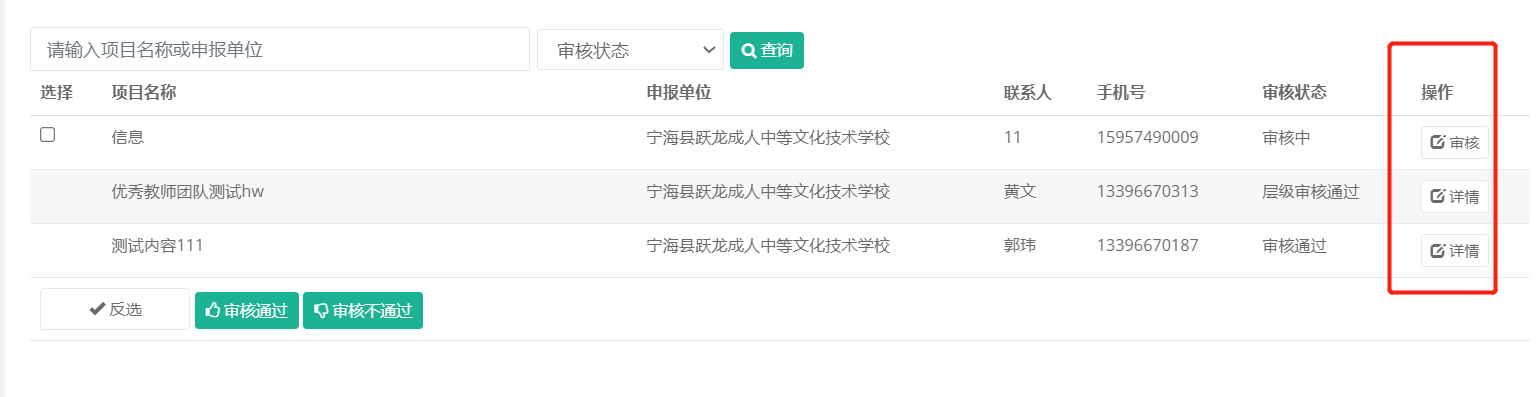 请输入项目名称或申报单位 审核状态 查询
选择 项目名称 申报单位 联系人 手机号 审核状态 操作
信息 宁海县跃龙成人中等文化技术学校 11 15957490009 审核中 审核
优秀教师团队测试hw 宁海县跃龙成人中等文化技术学校 黄文 13396670313 层级审核通过 详情
测试内容111 宁海县跃龙成人中等文化技术学校 郭玮 13396670187 审核通过 详情
反选 审核通过 审核不通过